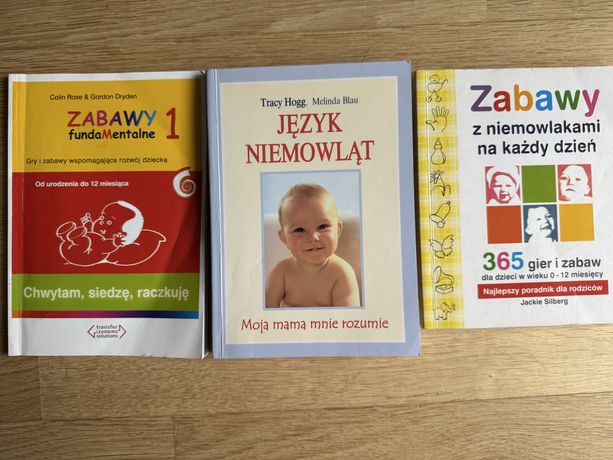 Colin Rose & Gordon Dryden
ZABAWY
fundaMentalne 1
Gry i zabawy wspomagające rozwój dziecka
Od urodzenia do 12 miesiąca
Chwytam, siedzę, raczkuję
transfer
LEARNING
solutions
Tracy Hogg, Melinda Blau
JĘZYK
NIEMOWLĄT
Moja mama mnie rozumie
Zabawy
z niemowlakami
na każdy dzień
365 gier i zabaw
dla dzieci w wieku 0 - 12 miesięcy
Najlepszy poradnik dla rodziców
Jackie Silberg